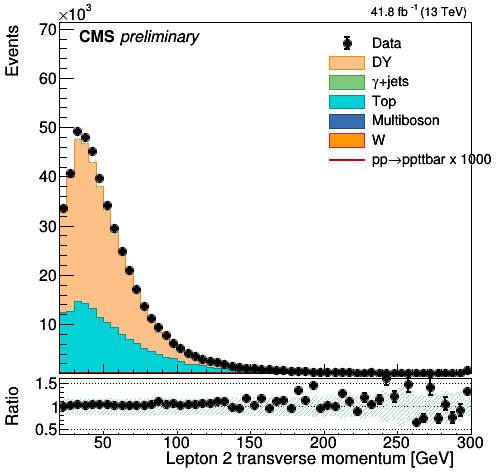 ×10³
41.8 fb⁻¹ (13 TeV)
CMS preliminary
Events
70
60
50
40
30
20
10
0
Data
DY
γ+jets
Top
Multiboson
W
pp→ppttbar x 1000
Ratio
1.5
1
0.5
50 100 150 200 250 300
Lepton 2 transverse momentum [GeV]